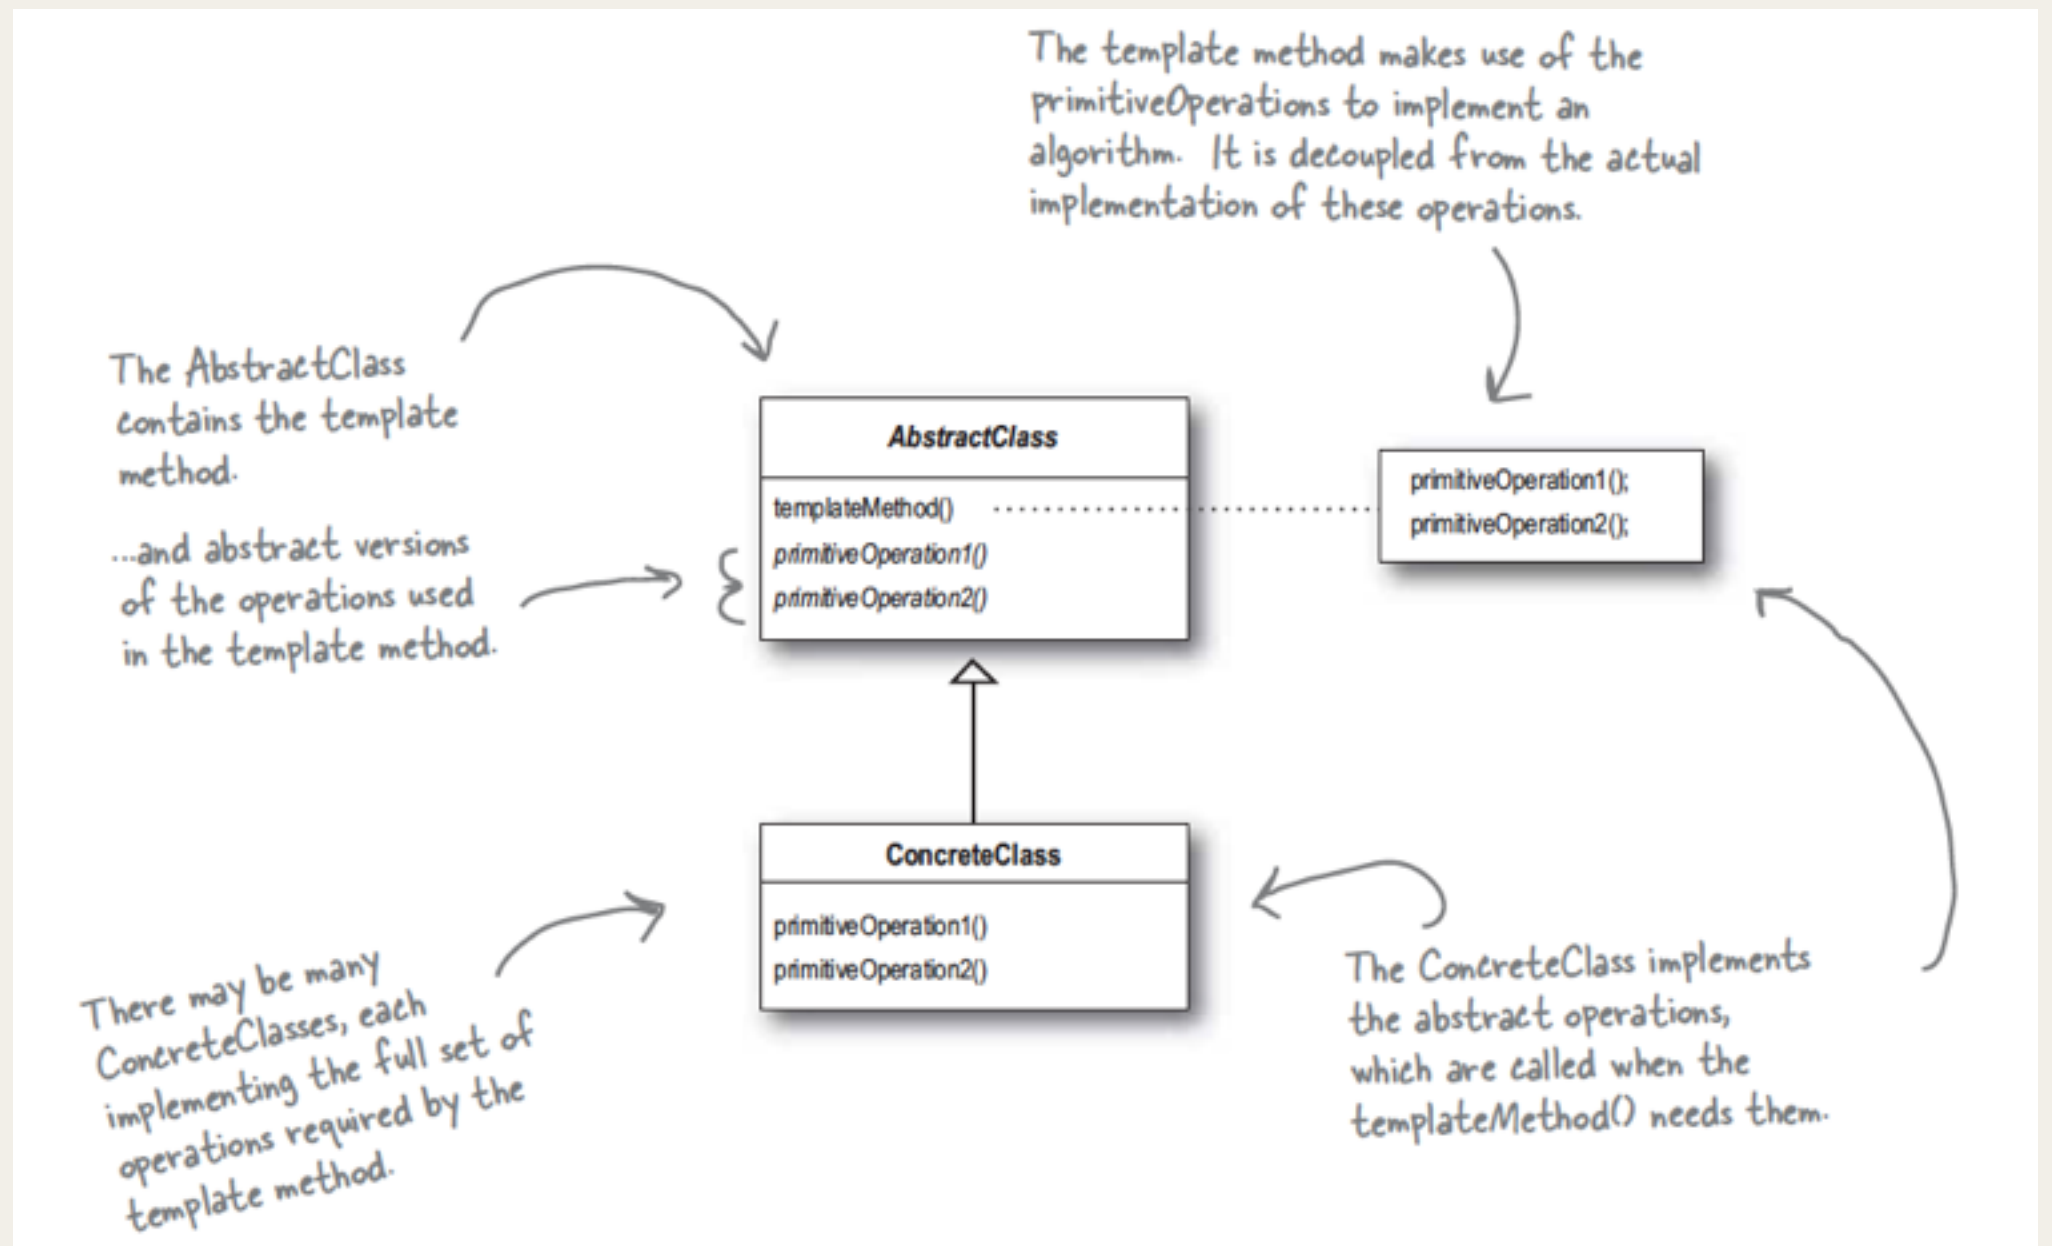 The template method makes use of the
primitiveOperations to implement an
algorithm. It is decoupled from the actual
implementation of these operations.
The AbstractClass
contains the template
method.
...and abstract versions
of the operations used
in the template method.
AbstractClass
templateMethod()
primitiveOperation1()
primitiveOperation2()
primitiveOperation1();
primitiveOperation2();
ConcreteClass
primitiveOperation1()
primitiveOperation2()
There may be many
ConcreteClasses, each
implementing the full set of
operations required by the
template method.
The ConcreteClass implements
the abstract operations,
which are called when the
templateMethod() needs them.